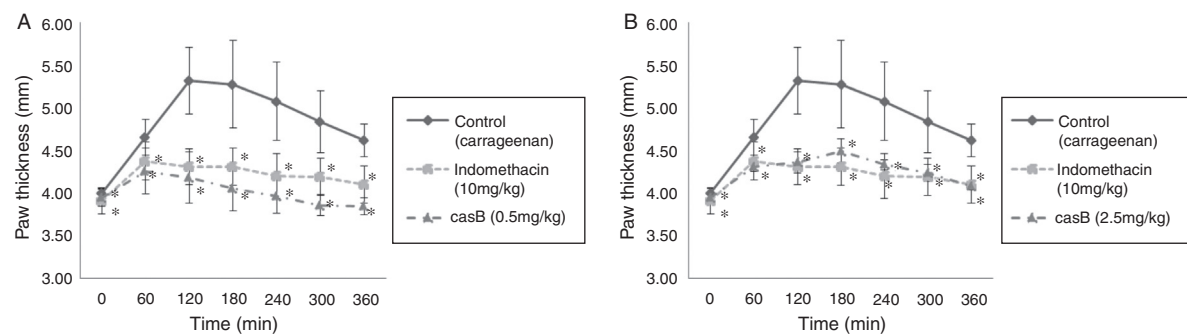 A
6.00
5.50
5.00
4.50
4.00
3.50
3.00
Paw thickness (mm)
0 60 120 180 240 300 360
Time (min)
* * * * * * *
* * * * * * *
Control
(carrageenan)
Indomethacin
(10mg/kg)
casB (0.5mg/kg)
B
6.00
5.50
5.00
4.50
4.00
3.50
3.00
Paw thickness (mm)
0 60 120 180 240 300 360
Time (min)
* * * * * * *
* * * * * * *
Control
(carrageenan)
Indomethacin
(10mg/kg)
casB (2.5mg/kg)